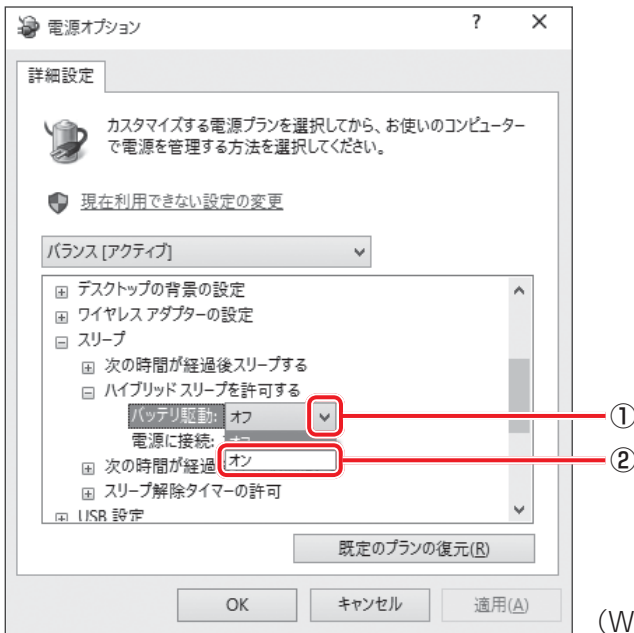 電源オプション
詳細設定
カスタマイズする電源プランを選択してから、お使いのコンピューター
で電源を管理する方法を選択してください。
現在利用できない設定の変更
バランス [アクティブ]
デスクトップの背景の設定
ワイヤレス アダプターの設定
スリープ
次の時間が経過後スリープする
ハイブリッド スリープを許可する
バッテリ駆動: オフ
①
電源に接続:
次の時間が経過 オン
②
スリープ解除タイマーの許可
USB 設定
既定のプランの復元(R)
OK キャンセル 適用(A)
(W